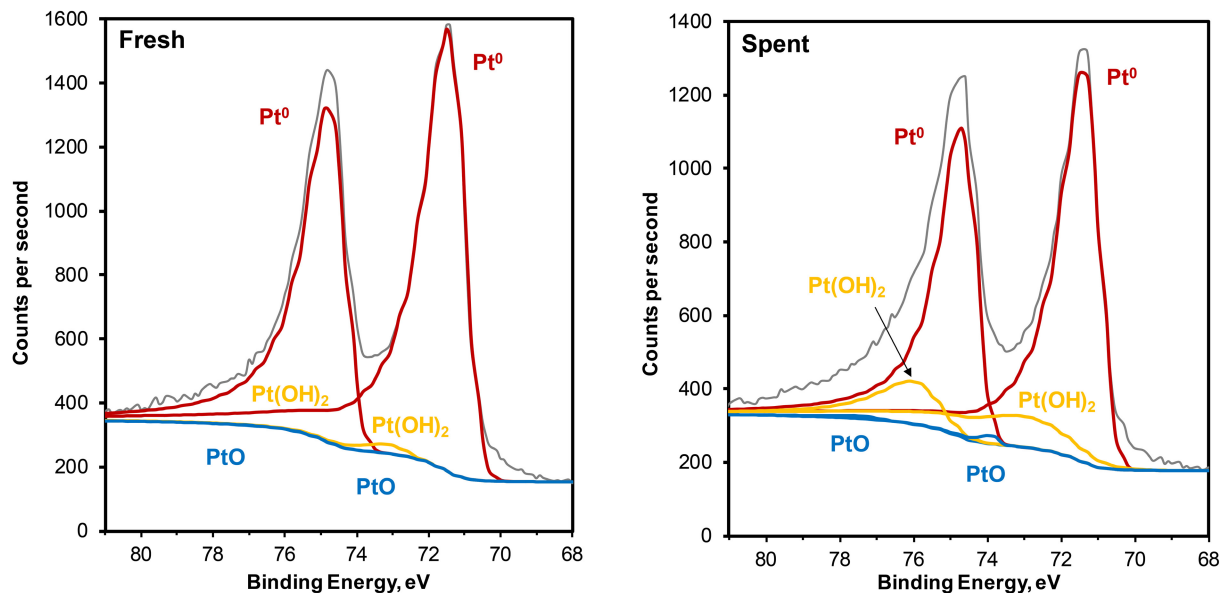 Fresh
Counts per second
1600
1400
1200
1000
800
600
400
200
0
Pt⁰
Pt⁰
Pt(OH)₂
Pt(OH)₂
PtO
PtO
80
78
76
74
72
70
68
Binding Energy, eV
Spent
Counts per second
1400
1200
1000
800
600
400
200
0
Pt⁰
Pt⁰
Pt(OH)₂
Pt(OH)₂
PtO
PtO
80
78
76
74
72
70
68
Binding Energy, eV